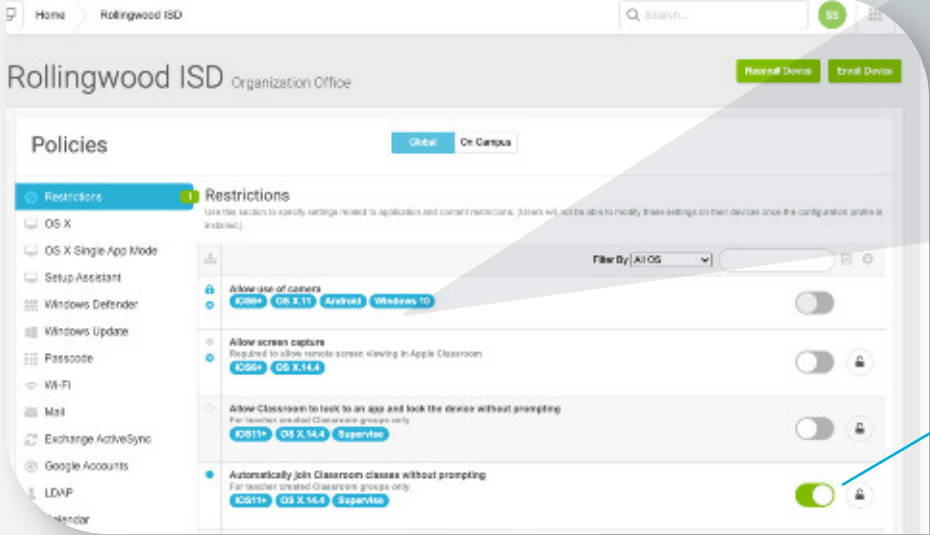 Home Rollingwood ISD Search... SS
Rollingwood ISD Organization Office Reenroll Device Enroll Device
Policies Global On Campus
Restrictions 1
OS X
OS X Single App Mode
Setup Assistant
Windows Defender
Windows Update
Passcode
Wi-Fi
Mail
Exchange ActiveSync
Google Accounts
LDAP
Calendar
Restrictions
Use this section to specify settings related to application and content restrictions. (Users will not be able to modify these settings on their devices once the configuration profile is
installed.)
Filter By All OS
Allow use of camera
iOS6+ OS X.11 Android Windows 10
Allow screen capture
Required to allow remote screen viewing in Apple Classroom
iOS6+ OS X.14.4
Allow Classroom to lock to an app and lock the device without prompting
For teacher created Classroom groups only
iOS11+ OS X.14.4 Supervise
Automatically join Classroom classes without prompting
For teacher created Classroom groups only
iOS11+ OS X.14.4 Supervise